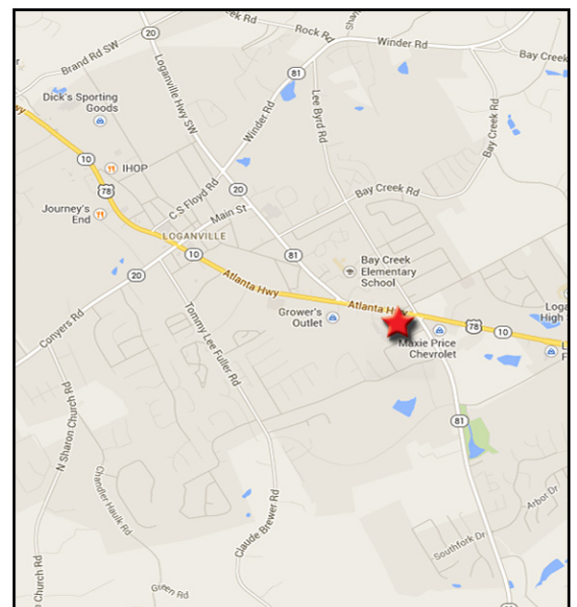 ek Rd
Rock Rd
Winder Rd
Bay Creek
Brand Rd SW
20
Loganville Hwy SW
81
Winder Rd
Lee Byrd Rd
Bay Creek Rd
Dick's Sporting
Goods
10
78
IHOP
Journey's
End
C S Floyd Rd
Main St
20
Bay Creek Rd
LOGANVILLE
81
10
20
Bay Creek
Elementary
School
Atlanta Hwy
Atlanta Hwy
Grower's
Outlet
Maxie Price
Chevrolet
78
10
Loga
High
Conyers Rd
Tommy Lee Fuller Rd
N Sharon Church Rd
Chandler Haulk Rd
Claude Brewer Rd
81
Arbor Dr
Southfork Dr
Green Rd
Church Rd